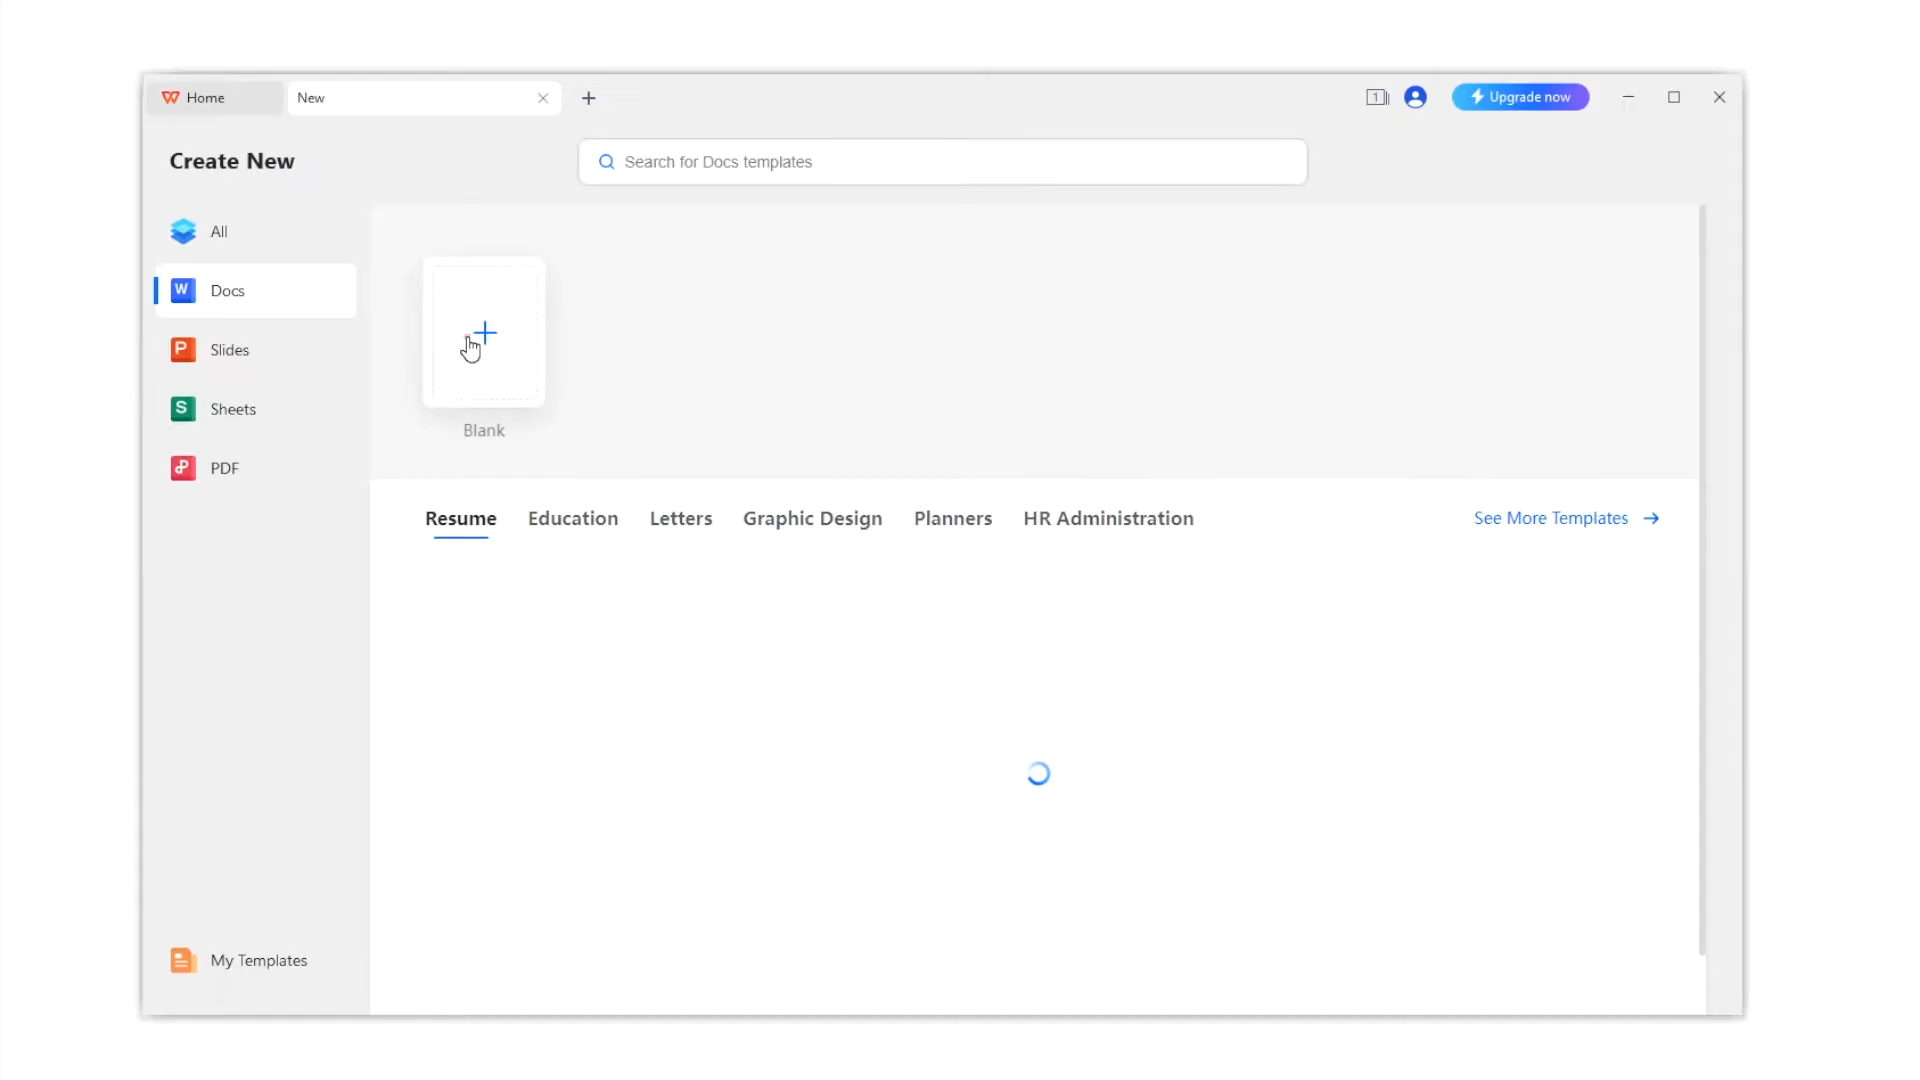 Home
New
1
Upgrade now
Create New
Search for Docs templates
All
W Docs
P Slides
S Sheets
P PDF
Blank
Resume Education Letters Graphic Design Planners HR Administration See More Templates
My Templates